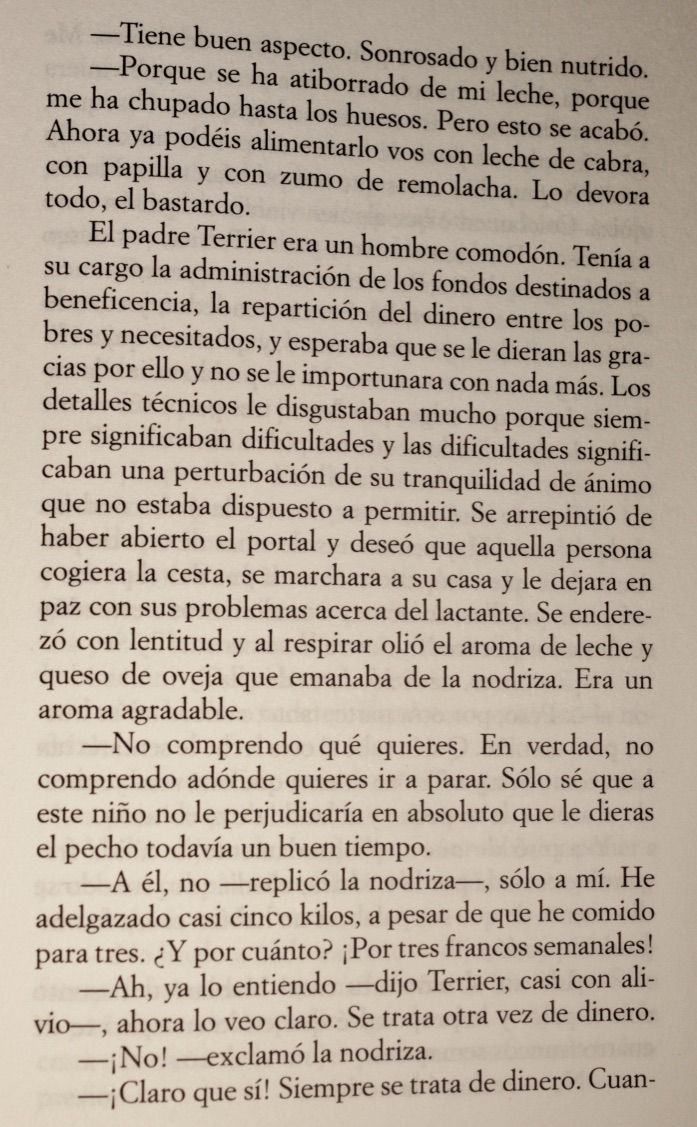 —Tiene buen aspecto. Sonrosado y bien nutrido.
—Porque se ha atiborrado de mi leche, porque
me ha chupado hasta los huesos. Pero esto se acabó.
Ahora ya podéis alimentarlo vos con leche de cabra,
con papilla y con zumo de remolacha. Lo devora
todo, el bastardo.
El padre Terrier era un hombre comodón. Tenía a
su cargo la administración de los fondos destinados a
beneficencia, la repartición del dinero entre los po-
bres y necesitados, y esperaba que se le dieran las gra-
cias por ello y no se le importunara con nada más. Los
detalles técnicos le disgustaban mucho porque siem-
pre significaban dificultades y las dificultades signifi-
caban una perturbación de su tranquilidad de ánimo
que no estaba dispuesto a permitir. Se arrepintió de
haber abierto el portal y deseó que aquella persona
cogiera la cesta, se marchara a su casa y le dejara en
paz con sus problemas acerca del lactante. Se endere-
zó con lentitud y al respirar olió el aroma de leche y
queso de oveja que emanaba de la nodriza. Era un
aroma agradable.
—No comprendo qué quieres. En verdad, no
comprendo adónde quieres ir a parar. Sólo sé que a
este niño no le perjudicaría en absoluto que le dieras
el pecho todavía un buen tiempo.
—A él, no —replicó la nodriza—, sólo a mí. He
adelgazado casi cinco kilos, a pesar de que he comido
para tres. ¿Y por cuánto? ¡Por tres francos semanales!
—Ah, ya lo entiendo —dijo Terrier, casi con ali-
vio—, ahora lo veo claro. Se trata otra vez de dinero.
—¡No! —exclamó la nodriza.
—¡Claro que sí! Siempre se trata de dinero. Cuan-